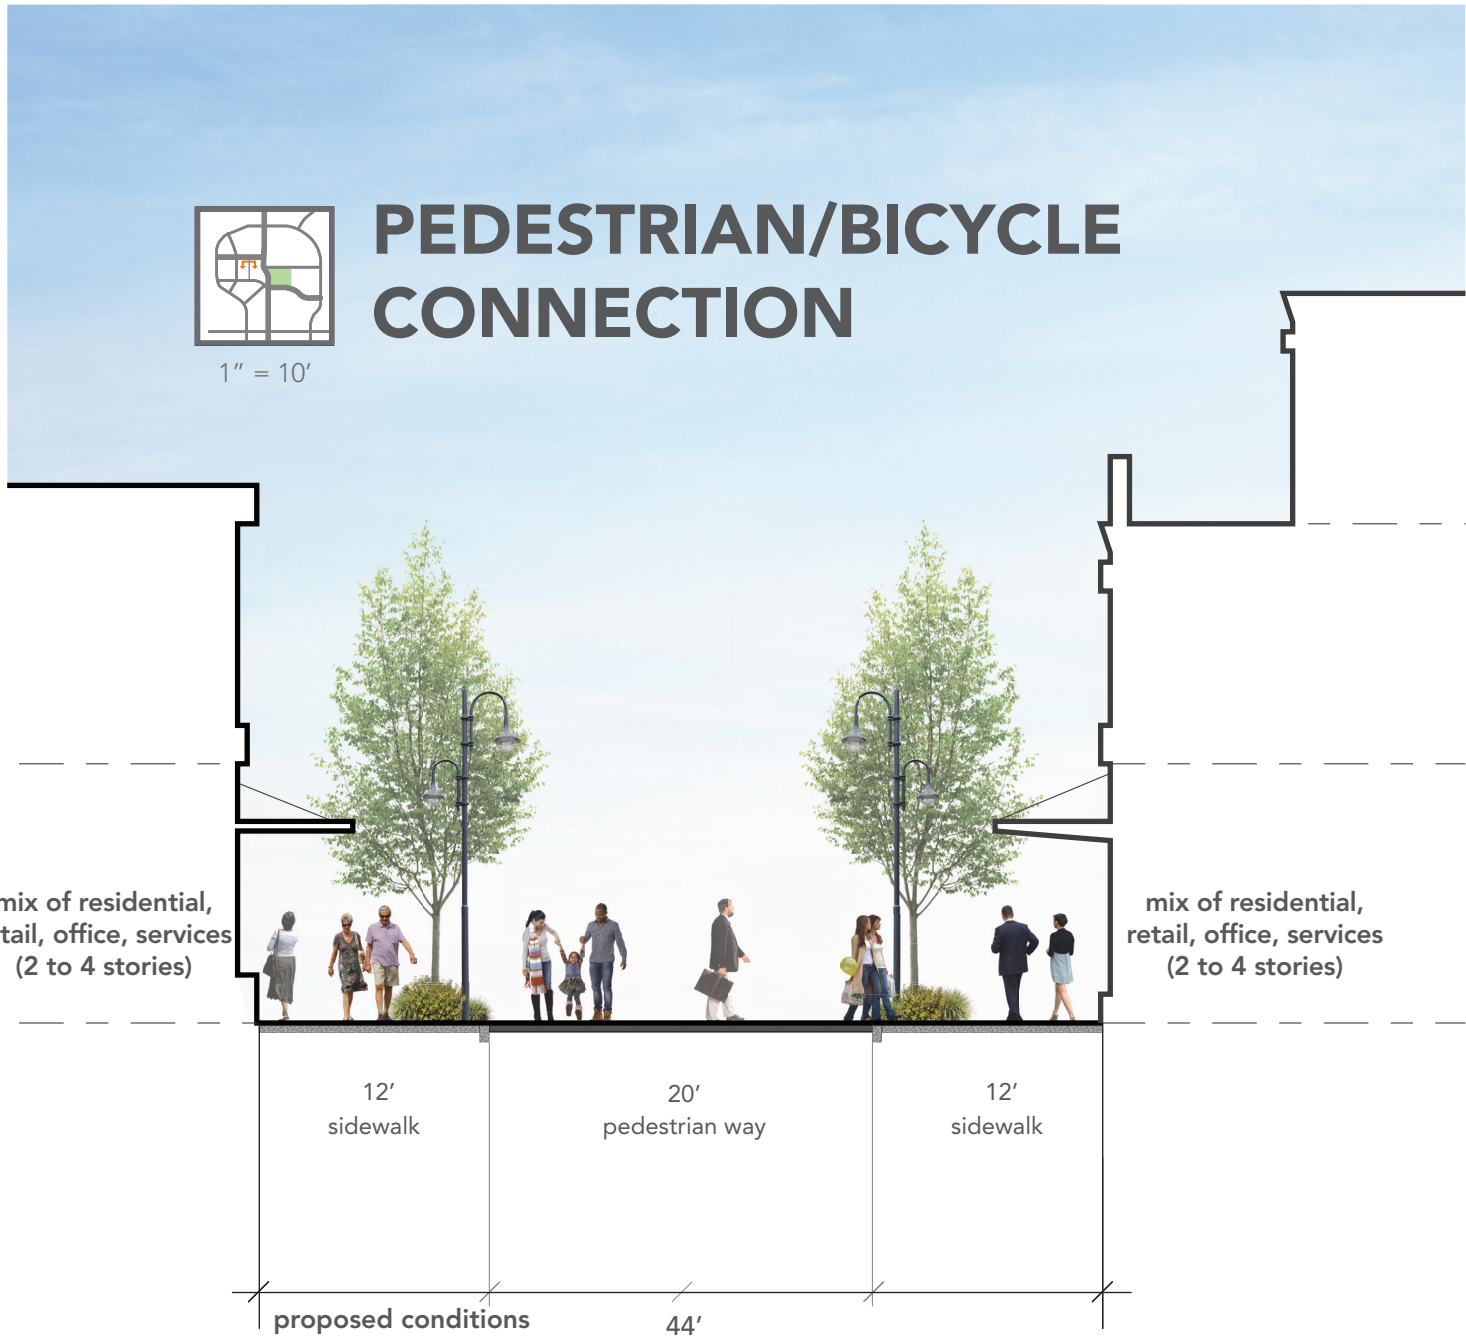 PEDESTRIAN/BICYCLE
CONNECTION
1” = 10’
mix of residential,
tail, office, services
(2 to 4 stories)
mix of residential,
retail, office, services
(2 to 4 stories)
12’
sidewalk
20’
pedestrian way
12’
sidewalk
proposed conditions
44’